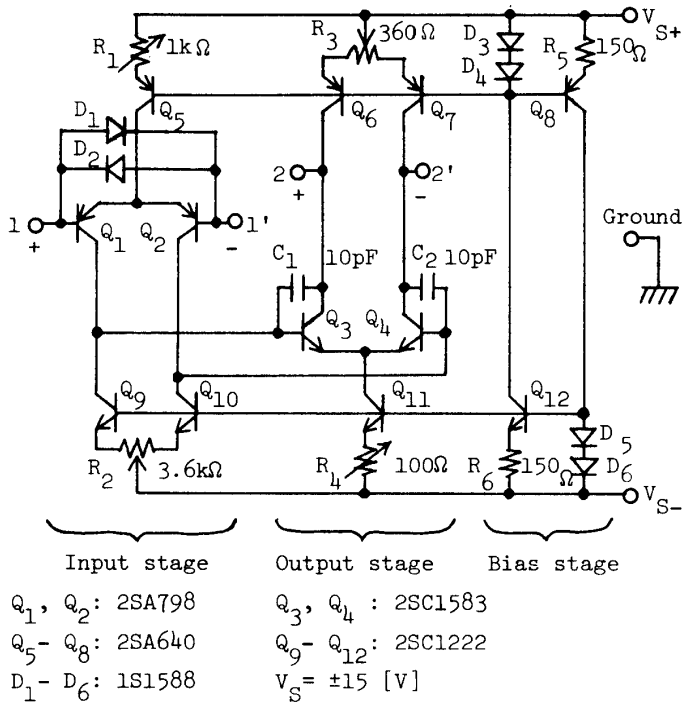 V S+
R1 1kΩ
R3 360Ω
D3
D4
R5 150Ω
D1
D2
Q5
Q6
Q7
Q8
2 +
2' -
1 +
1' -
Q1
Q2
Ground
C1 10pF
C2 10pF
Q3
Q4
Q9
Q10
Q11
Q12
R2 3.6kΩ
R4 100Ω
R6 150Ω
D5
D6
V S-
Input stage
Output stage
Bias stage
Q1, Q2: 2SA798
Q3, Q4 : 2SC1583
Q5- Q8: 2SA640
Q9- Q12: 2SC1222
D1- D6: 1S1588
VS= ±15 [V]